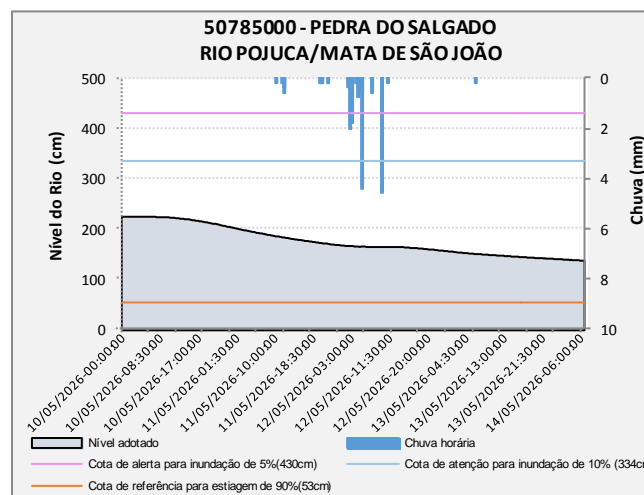 50785000 - PEDRA DO SALGADO
RIO POJUCA/MATA DE SÃO JOÃO
Nível do Rio (cm)
500
400
300
200
100
0
Chuva (mm)
0
2
4
6
8
10
10/05/2026-00:00:00
10/05/2026-08:30:00
10/05/2026-17:00:00
11/05/2026-01:30:00
11/05/2026-10:00:00
11/05/2026-18:30:00
12/05/2026-03:00:00
12/05/2026-11:30:00
12/05/2026-20:00:00
13/05/2026-04:30:00
13/05/2026-13:00:00
13/05/2026-21:30:00
14/05/2026-06:00:00
Nível adotado
Chuva horária
Cota de alerta para inundação de 5%(430cm)
Cota de atenção para inundação de 10% (334cm
Cota de referência para estiagem de 90%(53cm)